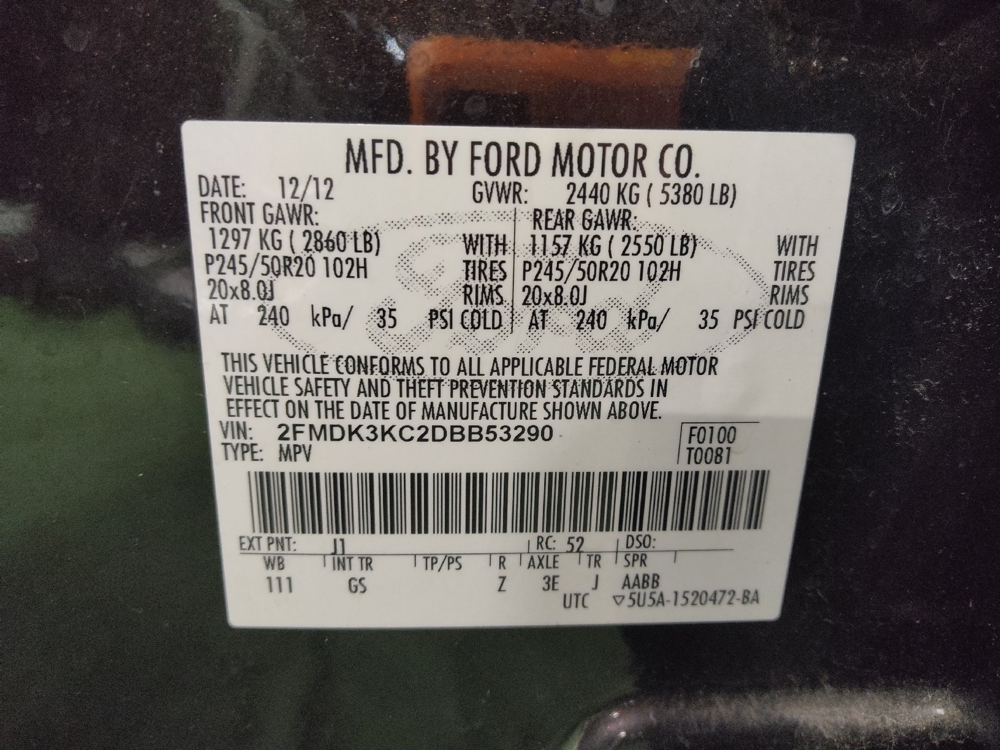 MFD. BY FORD MOTOR CO.
DATE: 12/12 GVWR: 2440 KG ( 5380 LB)
FRONT GAWR: REAR GAWR:
1297 KG ( 2860 LB) WITH 1157 KG ( 2550 LB) WITH
P245/50R20 102H TIRES P245/50R20 102H TIRES
20x8.0J RIMS 20x8.0J RIMS
AT 240 kPa/ 35 PSI COLD AT 240 kPa/ 35 PSI COLD
THIS VEHICLE CONFORMS TO ALL APPLICABLE FEDERAL MOTOR
VEHICLE SAFETY AND THEFT PREVENTION STANDARDS IN
EFFECT ON THE DATE OF MANUFACTURE SHOWN ABOVE.
VIN: 2FMDK3KC2DBB53290 F0100
TYPE: MPV T0081
EXT PNT: J1 RC: 52 DSO:
WB INT TR TP/PS R AXLE TR SPR
111 GS Z 3E J AABB
UTC ▽5U5A-1520472-BA